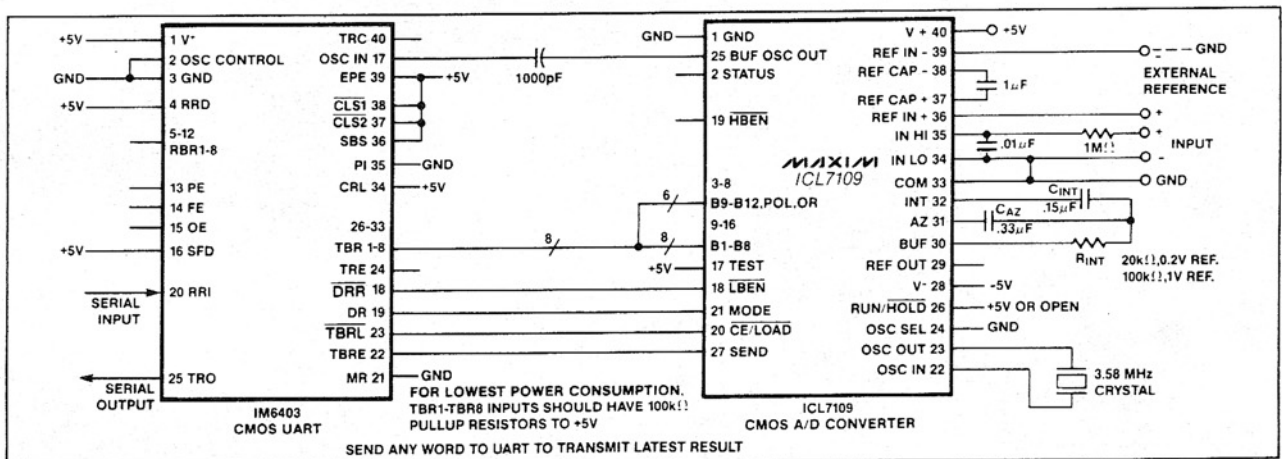 +5V
1 V+
2 OSC CONTROL
GND
3 GND
+5V
4 RRD
5-12
RBR1-8
13 PE
14 FE
15 OE
+5V
16 SFD
SERIAL
INPUT
20 RRI
SERIAL
OUTPUT
25 TRO
TRC 40
OSC IN 17
EPE 39
+5V
CLS1 38
CLS2 37
SBS 36
PI 35
GND
CRL 34
+5V
26-33
TBR 1-8
TRE 24
DRR 18
DR 19
TBRL 23
TBRE 22
MR 21
GND
IM6403
CMOS UART
1000pF
8
6
8
+5V
FOR LOWEST POWER CONSUMPTION,
TBR1-TBR8 INPUTS SHOULD HAVE 100kΩ
PULLUP RESISTORS TO +5V
SEND ANY WORD TO UART TO TRANSMIT LATEST RESULT
GND
1 GND
25 BUF OSC OUT
2 STATUS
19 HBEN
MAXIM
ICL7109
3-8
B9-B12,POL,OR
9-16
B1-B8
17 TEST
18 LBEN
21 MODE
20 CE/LOAD
27 SEND
V + 40
+5V
REF IN - 39
REF CAP - 38
REF CAP + 37
REF IN + 36
IN HI 35
IN LO 34
COM 33
INT 32
AZ 31
BUF 30
REF OUT 29
V- 28
-5V
RUN/HOLD 26
+5V OR OPEN
OSC SEL 24
GND
OSC OUT 23
OSC IN 22
ICL7109
CMOS A/D CONVERTER
- --- GND
EXTERNAL
REFERENCE
1µF
+
.01µF
1MΩ
+
INPUT
-
GND
CINT
.15µF
CAZ
.33µF
RINT
20kΩ,0.2V REF.
100kΩ,1V REF.
3.58 MHz
CRYSTAL